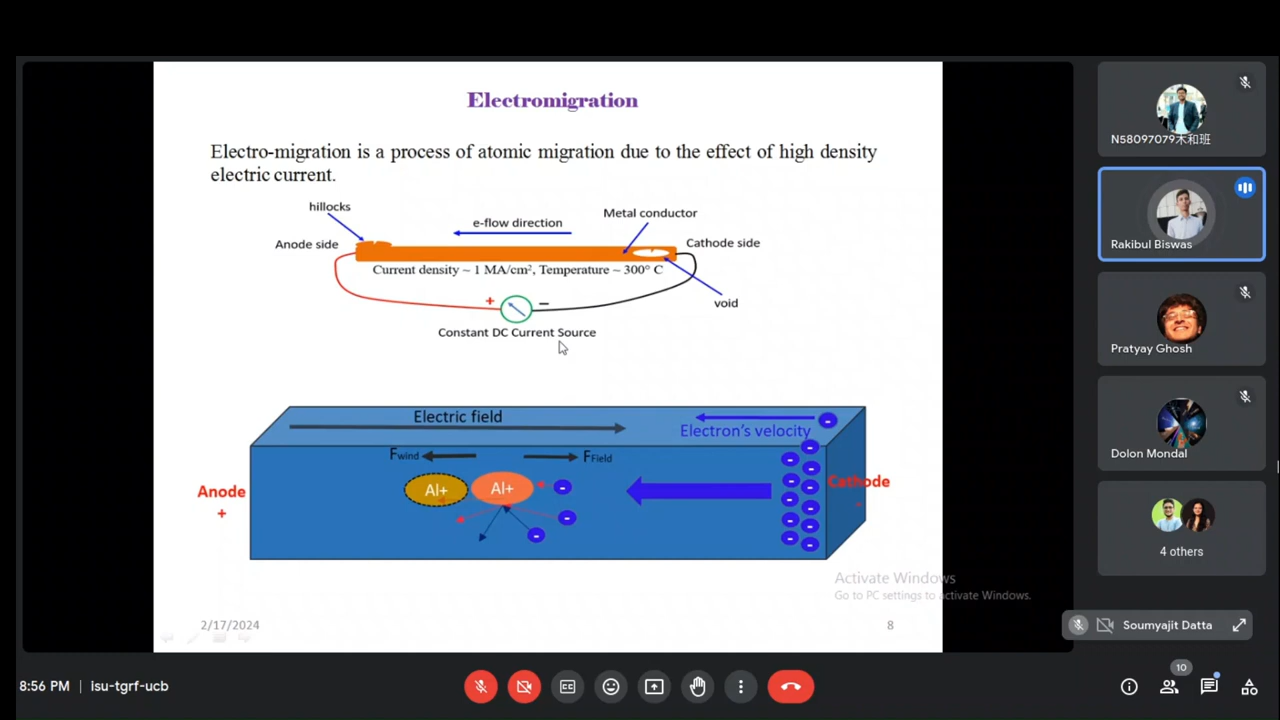 Electromigration
Electro-migration is a process of atomic migration due to the effect of high density
electric current.
hillocks
e-flow direction
Metal conductor
Anode side
Cathode side
Current density ~ 1 MA/cm², Temperature ~ 300° C
+
−
void
Constant DC Current Source
Electric field
Electron's velocity
-
Fwind
FField
Anode
+
Al+
Al+
Cathode
-
Activate Windows
Go to PC settings to activate Windows.
2/17/2024
8
N58097079木和班
Rakibul Biswas
Pratyay Ghosh
Dolon Mondal
4 others
Soumyajit Datta
8:56 PM | isu-tgrf-ucb
CC
10